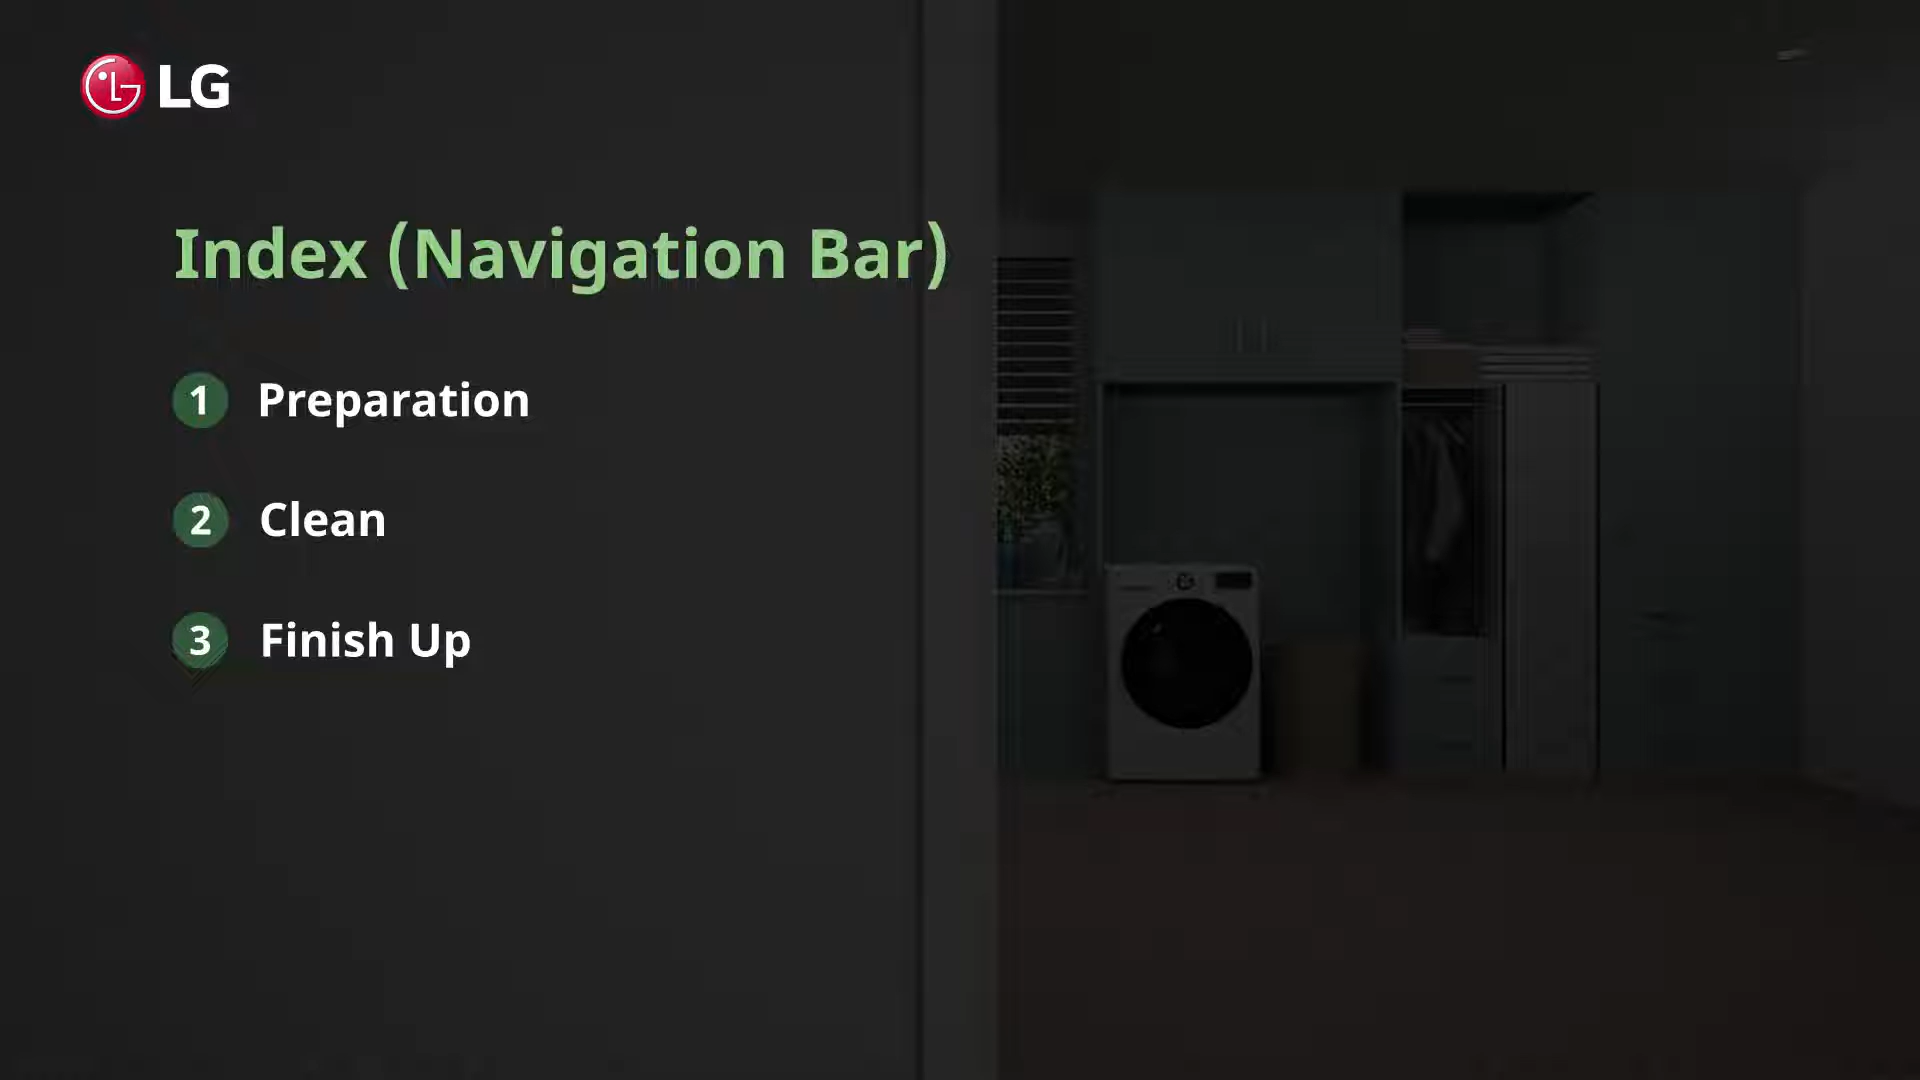 LG
Index (Navigation Bar)
1 Preparation
2 Clean
3 Finish Up